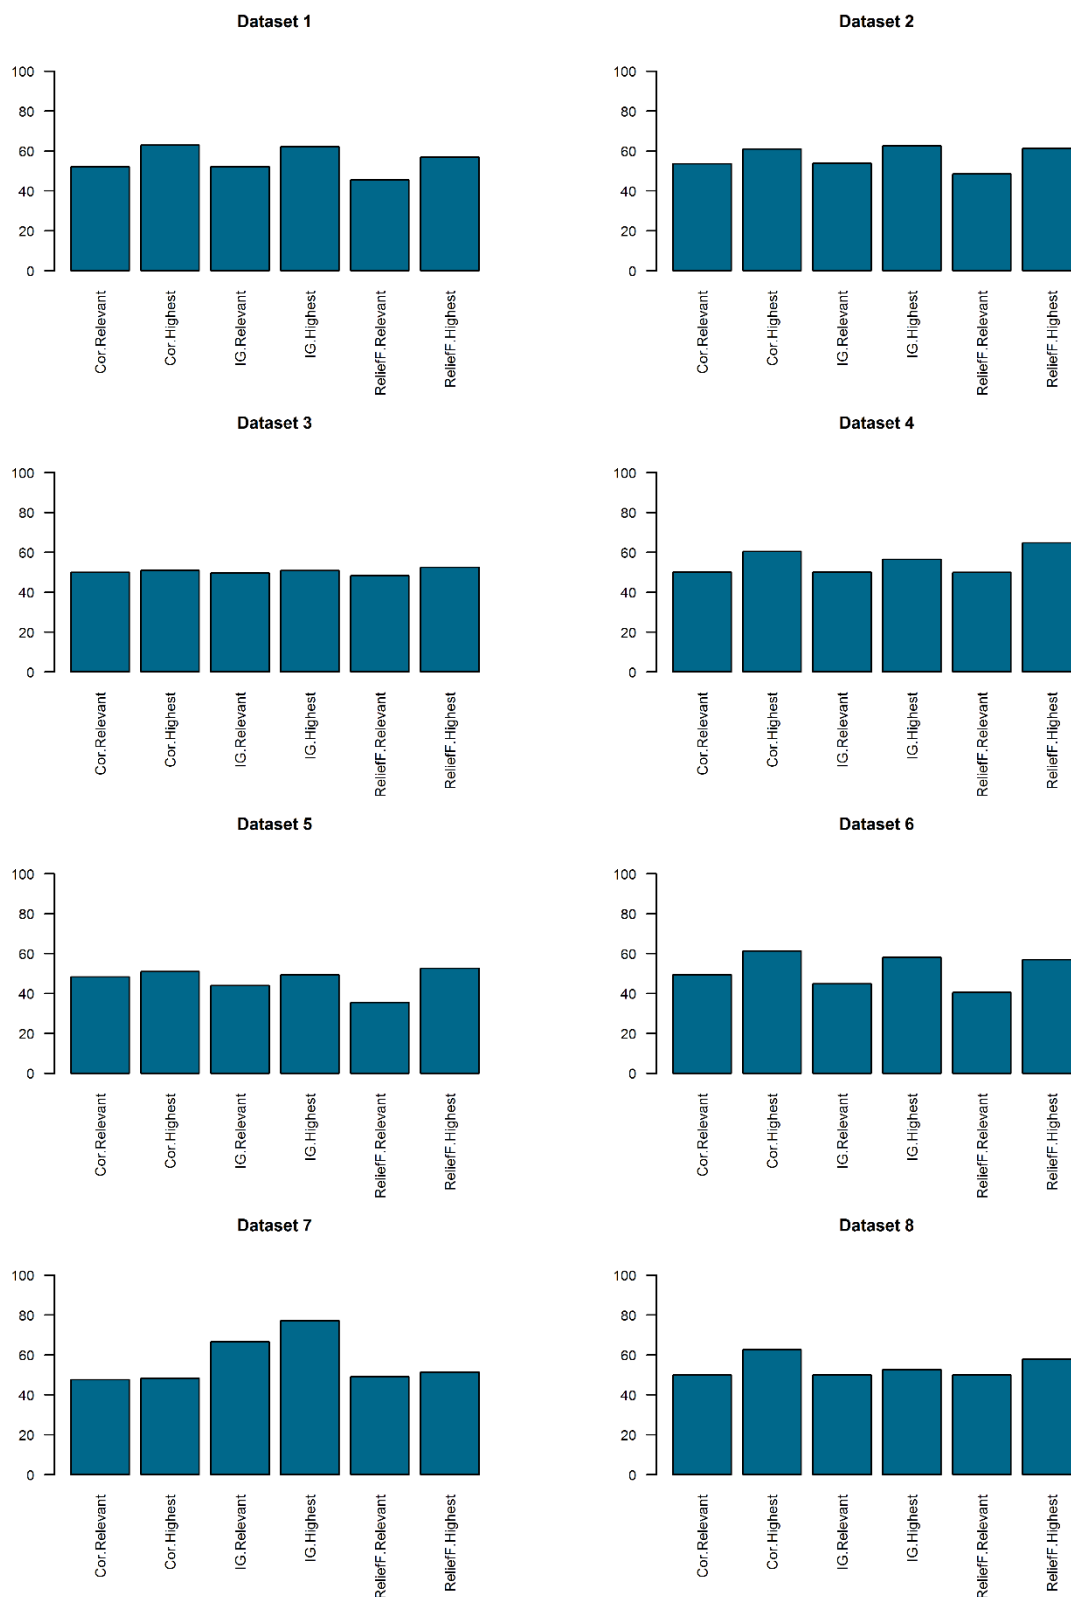 Dataset 1
100
80
60
40
20
0
Cor.Relevant
Cor.Highest
IG.Relevant
IG.Highest
ReliefF.Relevant
ReliefF.Highest
Dataset 2
100
80
60
40
20
0
Cor.Relevant
Cor.Highest
IG.Relevant
IG.Highest
ReliefF.Relevant
ReliefF.Highest
Dataset 3
100
80
60
40
20
0
Cor.Relevant
Cor.Highest
IG.Relevant
IG.Highest
ReliefF.Relevant
ReliefF.Highest
Dataset 4
100
80
60
40
20
0
Cor.Relevant
Cor.Highest
IG.Relevant
IG.Highest
ReliefF.Relevant
ReliefF.Highest
Dataset 5
100
80
60
40
20
0
Cor.Relevant
Cor.Highest
IG.Relevant
IG.Highest
ReliefF.Relevant
ReliefF.Highest
Dataset 6
100
80
60
40
20
0
Cor.Relevant
Cor.Highest
IG.Relevant
IG.Highest
ReliefF.Relevant
ReliefF.Highest
Dataset 7
100
80
60
40
20
0
Cor.Relevant
Cor.Highest
IG.Relevant
IG.Highest
ReliefF.Relevant
ReliefF.Highest
Dataset 8
100
80
60
40
20
0
Cor.Relevant
Cor.Highest
IG.Relevant
IG.Highest
ReliefF.Relevant
ReliefF.Highest